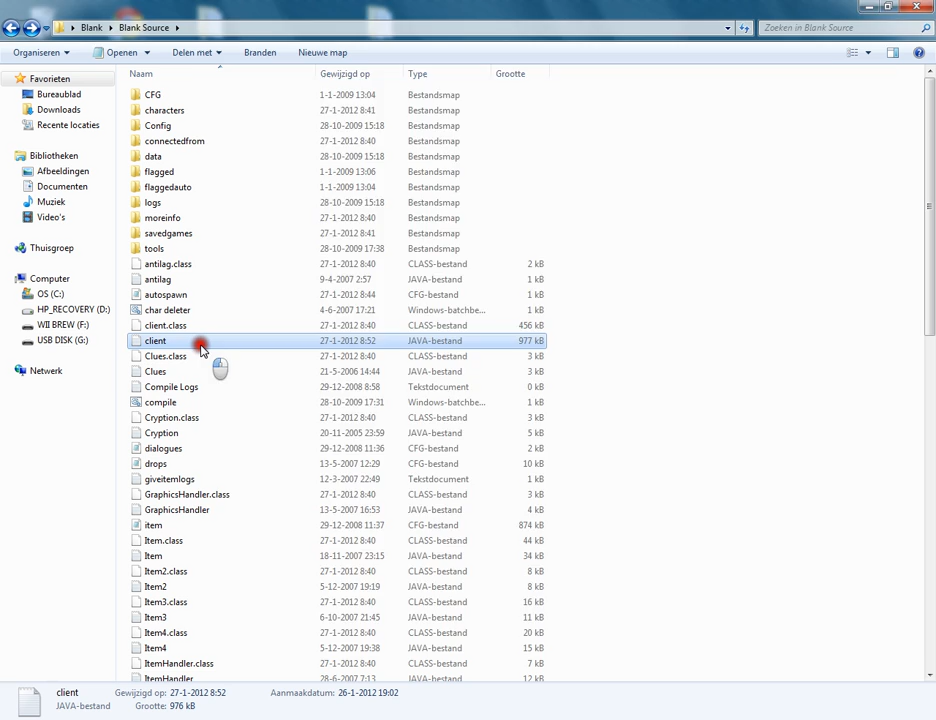 Blank ▸ Blank Source ▸
Zoeken in Blank Source
Organiseren Openen Delen met Branden Nieuwe map
Naam Gewijzigd op Type Grootte
Favorieten
Bureaublad
Downloads
Recente locaties
Bibliotheken
Afbeeldingen
Documenten
Muziek
Video's
Thuisgroep
Computer
OS (C:)
HP_RECOVERY (D:)
WII BREW (F:)
USB DISK (G:)
Netwerk
CFG 1-1-2009 13:04 Bestandsmap
characters 27-1-2012 8:41 Bestandsmap
Config 28-10-2009 15:18 Bestandsmap
connectedfrom 27-1-2012 8:40 Bestandsmap
data 28-10-2009 15:18 Bestandsmap
flagged 1-1-2009 13:06 Bestandsmap
flaggedauto 1-1-2009 13:04 Bestandsmap
logs 28-10-2009 15:18 Bestandsmap
moreinfo 27-1-2012 8:40 Bestandsmap
savedgames 27-1-2012 8:40 Bestandsmap
tools 28-10-2009 17:38 Bestandsmap
antilag.class 27-1-2012 8:40 CLASS-bestand 2 kB
antilag 9-4-2007 2:57 JAVA-bestand 1 kB
autospawn 27-1-2012 8:44 CFG-bestand 1 kB
char deleter 4-6-2007 17:21 Windows-batchbe... 1 kB
client.class 27-1-2012 8:40 CLASS-bestand 456 kB
client 27-1-2012 8:52 JAVA-bestand 977 kB
Clues.class 27-1-2012 8:40 CLASS-bestand 3 kB
Clues 21-5-2006 14:44 JAVA-bestand 3 kB
Compile Logs 29-12-2008 8:58 Tekstdocument 0 kB
compile 28-10-2009 17:31 Windows-batchbe... 1 kB
Cryption.class 27-1-2012 8:40 CLASS-bestand 3 kB
Cryption 20-11-2005 23:59 JAVA-bestand 5 kB
dialogues 29-12-2008 11:36 CFG-bestand 2 kB
drops 13-5-2007 12:29 CFG-bestand 10 kB
giveitemlogs 12-3-2007 22:49 Tekstdocument 1 kB
GraphicsHandler.class 27-1-2012 8:40 CLASS-bestand 3 kB
GraphicsHandler 13-5-2007 16:53 JAVA-bestand 4 kB
item 29-12-2008 11:37 CFG-bestand 874 kB
Item.class 27-1-2012 8:40 CLASS-bestand 44 kB
Item 18-11-2007 23:15 JAVA-bestand 34 kB
Item2.class 27-1-2012 8:40 CLASS-bestand 8 kB
Item2 5-12-2007 19:19 JAVA-bestand 8 kB
Item3.class 27-1-2012 8:40 CLASS-bestand 16 kB
Item3 6-10-2007 21:45 JAVA-bestand 11 kB
Item4.class 27-1-2012 8:40 CLASS-bestand 20 kB
Item4 5-12-2007 19:38 JAVA-bestand 15 kB
ItemHandler.class 27-1-2012 8:40 CLASS-bestand 7 kB
ItemHandler 28-6-2007 7:13 JAVA-bestand 12 kB
client Gewijzigd op: 27-1-2012 8:52 Aanmaakdatum: 26-1-2012 19:02
JAVA-bestand Grootte: 976 kB